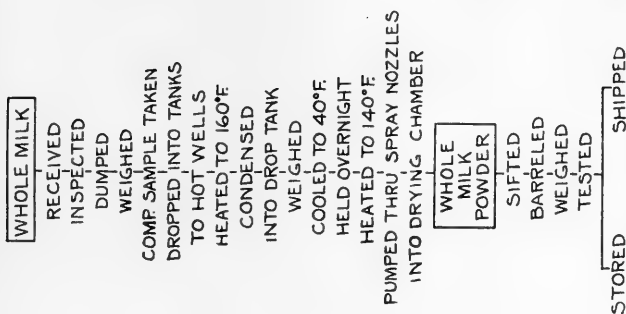 WHOLE MILK
RECEIVED
INSPECTED
DUMPED
WEIGHED
COMP. SAMPLE TAKEN
DROPPED INTO TANKS
TO HOT WELLS
HEATED TO 160°F.
CONDENSED
INTO DROP TANK
WEIGHED
COOLED TO 40°F.
HELD OVERNIGHT
HEATED TO 140°F.
PUMPED THRU SPRAY NOZZLES
INTO DRYING CHAMBER
WHOLE
MILK
POWDER
SIFTED
BARRELED
WEIGHED
TESTED
STORED SHIPPED